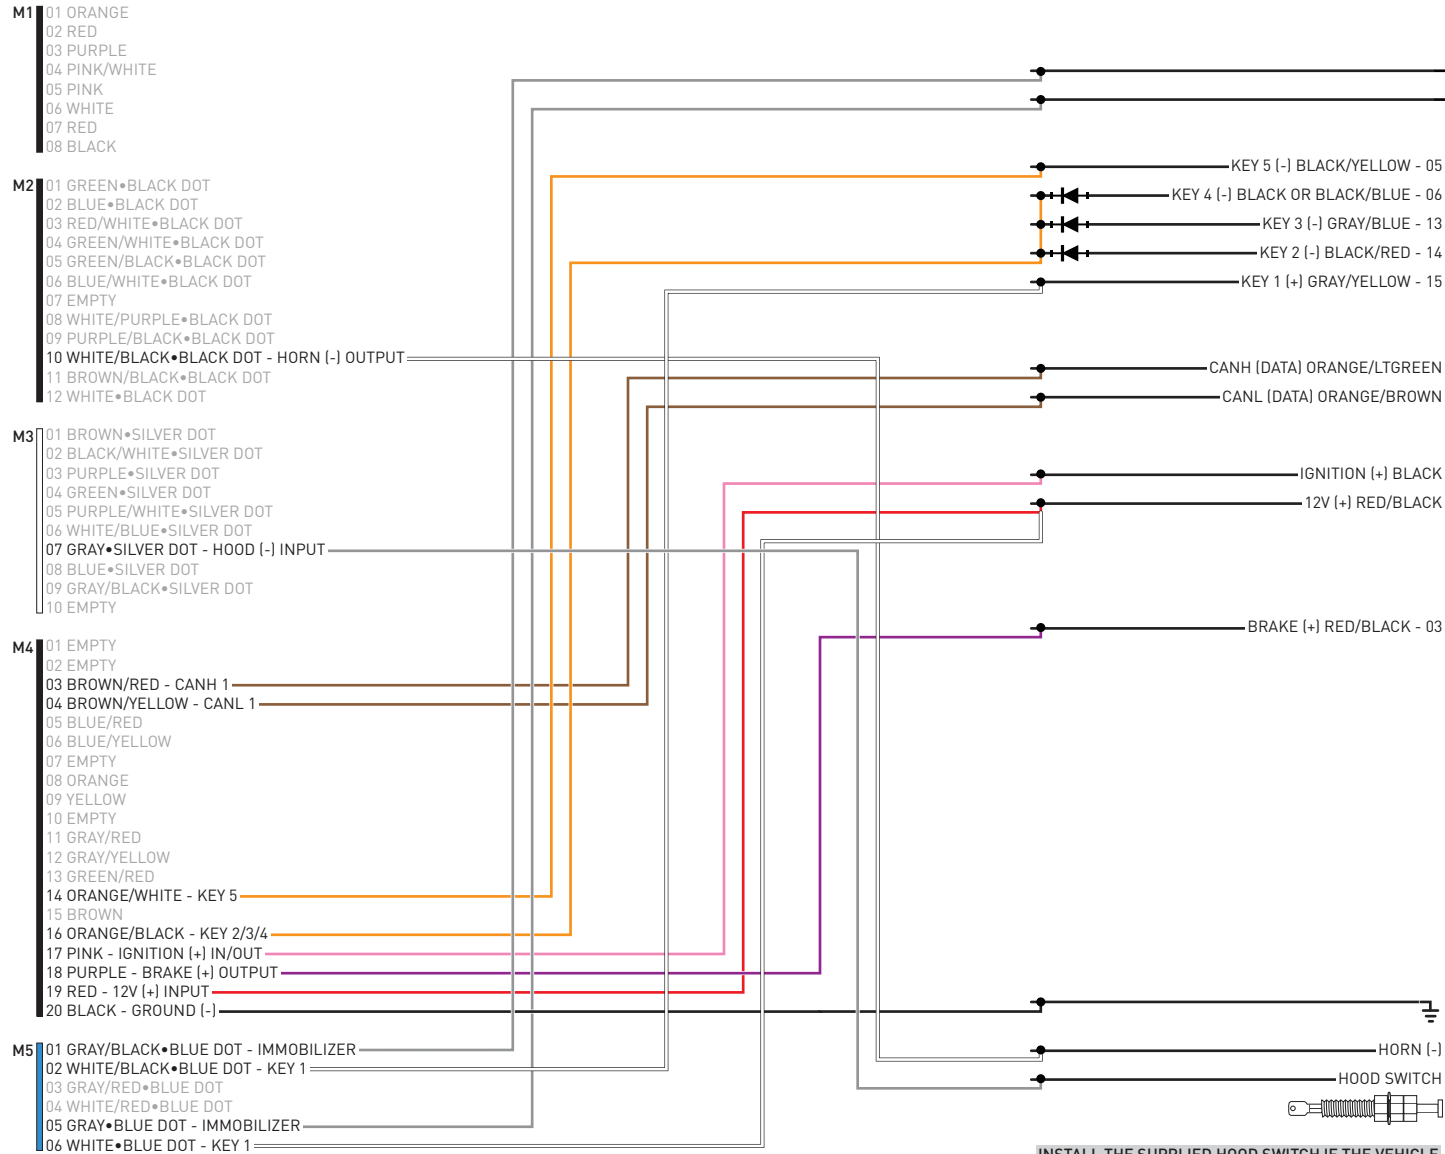 M1
01 ORANGE
02 RED
03 PURPLE
04 PINK/WHITE
05 PINK
06 WHITE
07 RED
08 BLACK
M2
01 GREEN•BLACK DOT
02 BLUE•BLACK DOT
03 RED/WHITE•BLACK DOT
04 GREEN/WHITE•BLACK DOT
05 GREEN/BLACK•BLACK DOT
06 BLUE/WHITE•BLACK DOT
07 EMPTY
08 WHITE/PURPLE•BLACK DOT
09 PURPLE/BLACK•BLACK DOT
10 WHITE/BLACK•BLACK DOT - HORN (-) OUTPUT
11 BROWN/BLACK•BLACK DOT
12 WHITE•BLACK DOT
M3
01 BROWN•SILVER DOT
02 BLACK/WHITE•SILVER DOT
03 PURPLE•SILVER DOT
04 GREEN•SILVER DOT
05 PURPLE/WHITE•SILVER DOT
06 WHITE/BLUE•SILVER DOT
07 GRAY•SILVER DOT - HOOD (-) INPUT
08 BLUE•SILVER DOT
09 GRAY/BLACK•SILVER DOT
10 EMPTY
M4
01 EMPTY
02 EMPTY
03 BROWN/RED - CANH 1
04 BROWN/YELLOW - CANL 1
05 BLUE/RED
06 BLUE/YELLOW
07 EMPTY
08 ORANGE
09 YELLOW
10 EMPTY
11 GRAY/RED
12 GRAY/YELLOW
13 GREEN/RED
14 ORANGE/WHITE - KEY 5
15 BROWN
16 ORANGE/BLACK - KEY 2/3/4
17 PINK - IGNITION (+) IN/OUT
18 PURPLE - BRAKE (+) OUTPUT
19 RED - 12V (+) INPUT
20 BLACK - GROUND (-)
M5
01 GRAY/BLACK•BLUE DOT - IMMOBILIZER
02 WHITE/BLACK•BLUE DOT - KEY 1
03 GRAY/RED•BLUE DOT
04 WHITE/RED•BLUE DOT
05 GRAY•BLUE DOT - IMMOBILIZER
06 WHITE•BLUE DOT - KEY 1
KEY 5 (-) BLACK/YELLOW - 05
KEY 4 (-) BLACK OR BLACK/BLUE - 06
KEY 3 (-) GRAY/BLUE - 13
KEY 2 (-) BLACK/RED - 14
KEY 1 (+) GRAY/YELLOW - 15
CANH (DATA) ORANGE/LTGREEN
CANL (DATA) ORANGE/BROWN
IGNITION (+) BLACK
12V (+) RED/BLACK
BRAKE (+) RED/BLACK - 03
HORN (-)
HOOD SWITCH
INSTALL THE SUPPLIED HOOD SWITCH IF THE VEHICLE